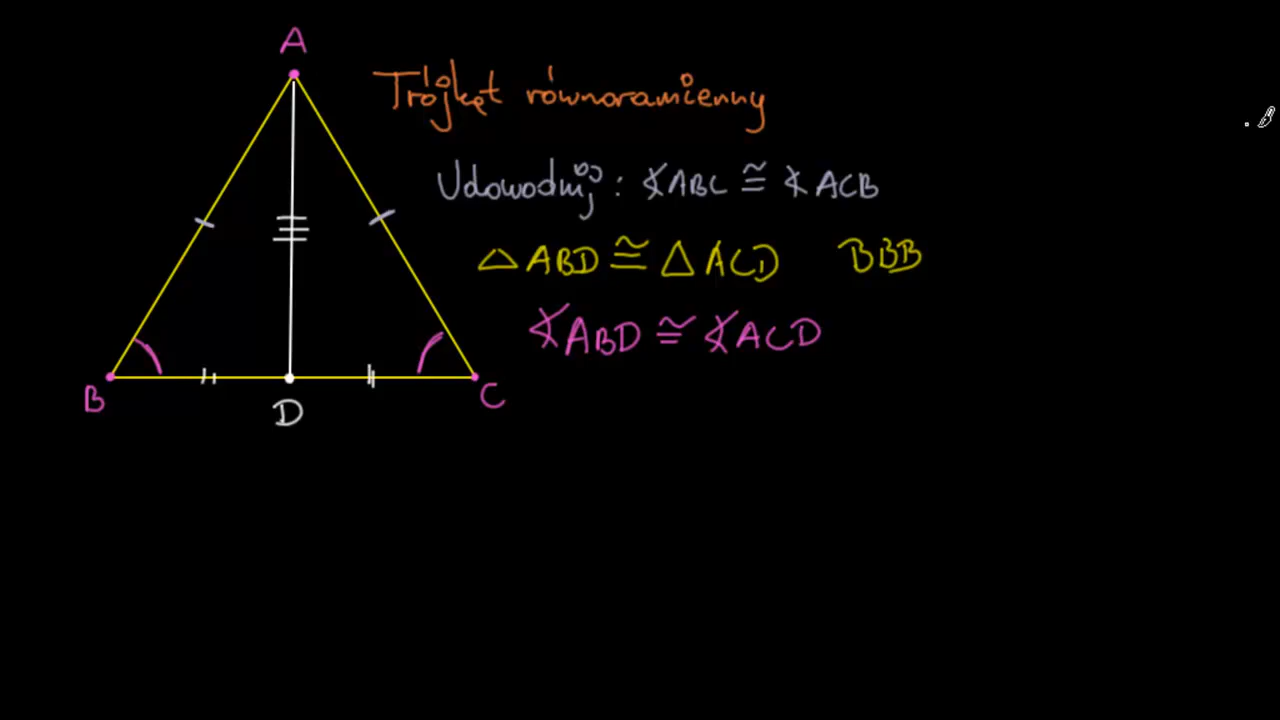 A
Trójkąt równoramienny
Udowodnij: ∢ABC ≅ ∢ACB
△ABD ≅ △ACD BBB
∢ABD ≅ ∢ACD
B
D
C